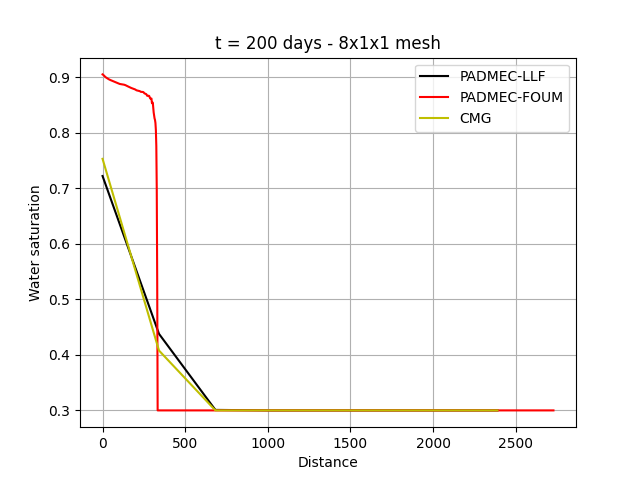 t = 200 days - 8x1x1 mesh
PADMEC-LLF
PADMEC-FOUM
CMG
Water saturation
0.9
0.8
0.7
0.6
0.5
0.4
0.3
0 500 1000 1500 2000 2500
Distance